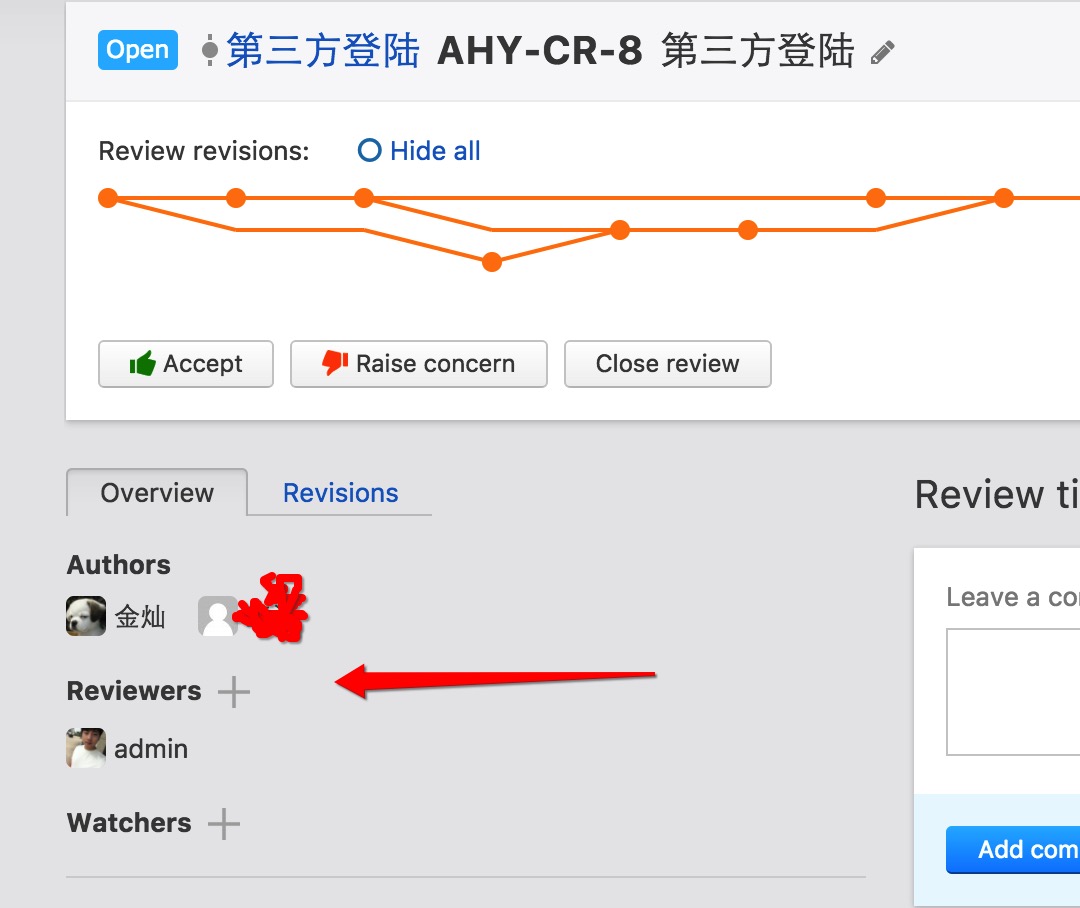 Open 第三方登陆 AHY-CR-8 第三方登陆
Review revisions: Hide all
Accept Raise concern Close review
Overview Revisions
Review ti
Authors
金灿
Leave a co
Reviewers
admin
Watchers
Add com